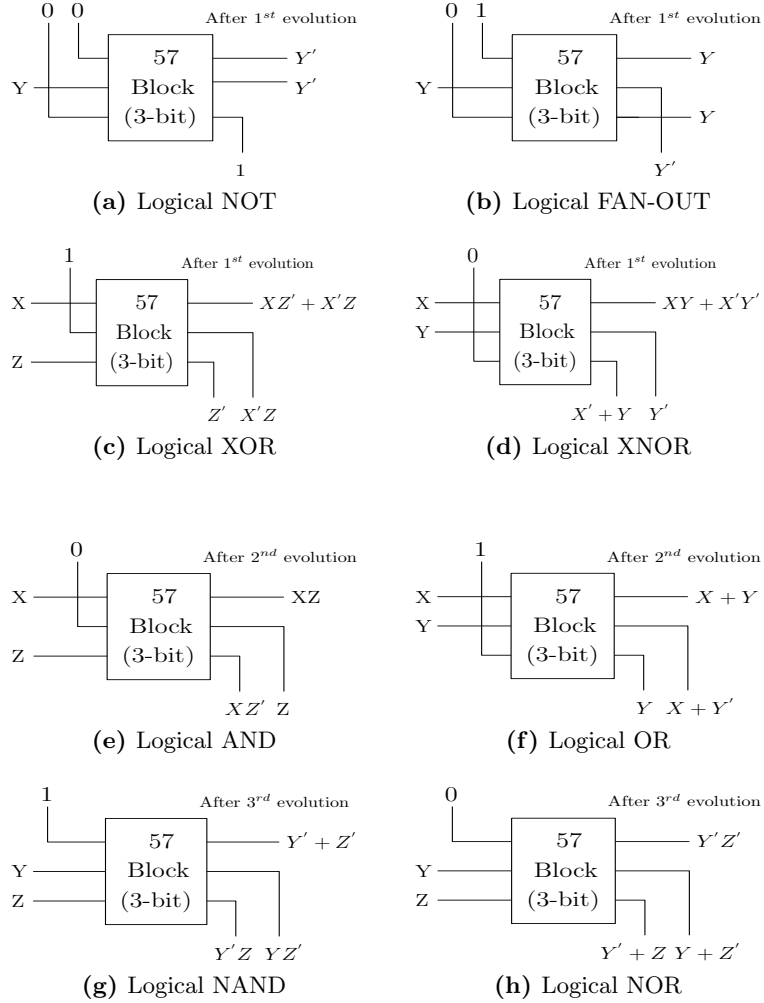 0 0 After 1st evolution
57
Block
(3-bit)
Y
Y′
Y′
1
(a) Logical NOT
0 1 After 1st evolution
57
Block
(3-bit)
Y
Y
Y
Y′
(b) Logical FAN-OUT
1 After 1st evolution
X
57
Block
(3-bit)
Z
XZ′ + X′Z
Z′ X′Z
(c) Logical XOR
0 After 1st evolution
X
Y
57
Block
(3-bit)
XY + X′Y′
X′ + Y Y′
(d) Logical XNOR
0 After 2nd evolution
X
57
Block
(3-bit)
Z
XZ
XZ′ Z
(e) Logical AND
1 After 2nd evolution
X
Y
57
Block
(3-bit)
X + Y
Y X + Y′
(f) Logical OR
1 After 3rd evolution
57
Block
(3-bit)
Y
Z
Y′ + Z′
Y′Z YZ′
(g) Logical NAND
0 After 3rd evolution
57
Block
(3-bit)
Y
Z
Y′Z′
Y′ + Z Y + Z′
(h) Logical NOR